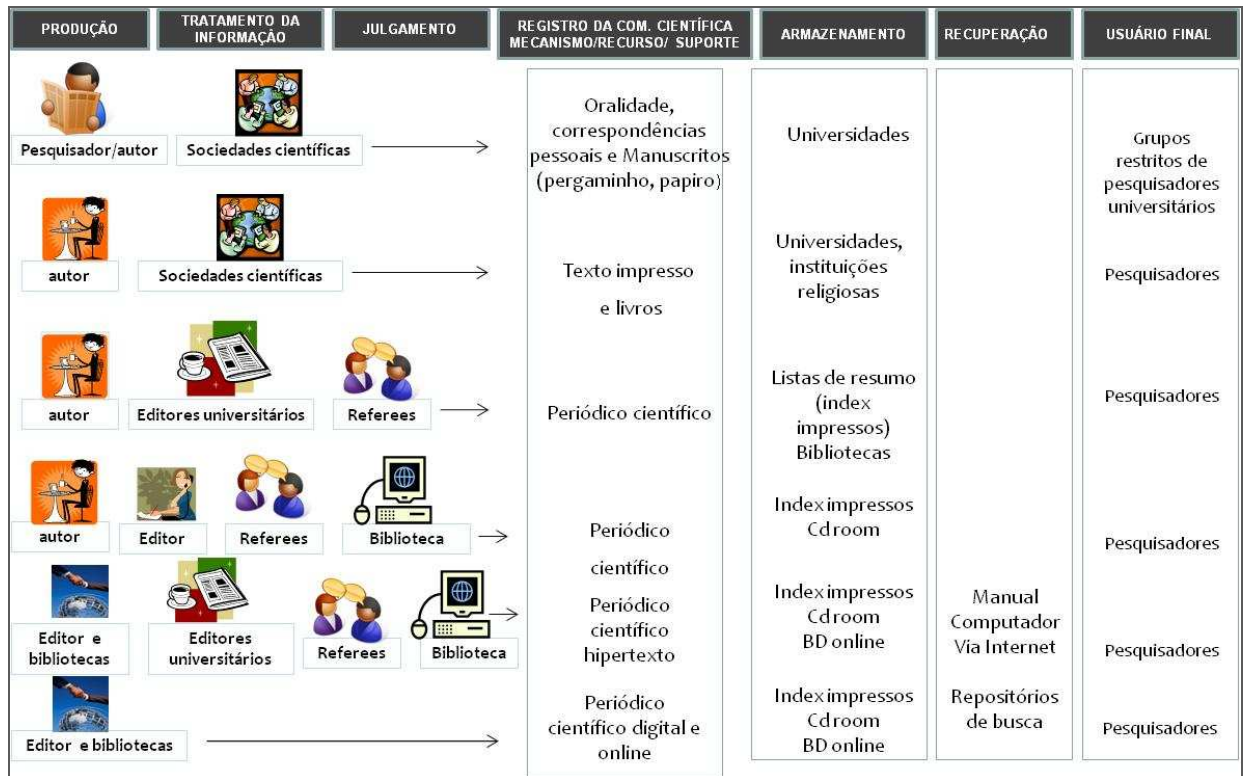 PRODUÇÃO
TRATAMENTO DA
INFORMAÇÃO
JULGAMENTO
REGISTRO DA COM. CIENTÍFICA
MECANISMO/RECURSO/ SUPORTE
ARMAZENAMENTO
RECUPERAÇÃO
USUÁRIO FINAL
Pesquisador/autor
Sociedades científicas
Oralidade,
correspondências
pessoais e Manuscritos
(pergaminho, papiro)
Universidades
Grupos
restritos de
pesquisadores
universitários
autor
Sociedades científicas
Texto impresso
e livros
Universidades,
instituições
religiosas
Pesquisadores
autor
Editores universitários
Referees
Periódico científico
Listas de resumo
(index
impressos)
Bibliotecas
Pesquisadores
autor
Editor
Referees
Biblioteca
Periódico
científico
Index impressos
Cd room
Pesquisadores
Editor e
bibliotecas
Editores
universitários
Referees
Biblioteca
Periódico
científico
hipertexto
Index impressos
Cd room
BD online
Manual
Computador
Via Internet
Pesquisadores
Editor e bibliotecas
Periódico
científico digital e
online
Index impressos
Cd room
BD online
Repositórios
de busca
Pesquisadores